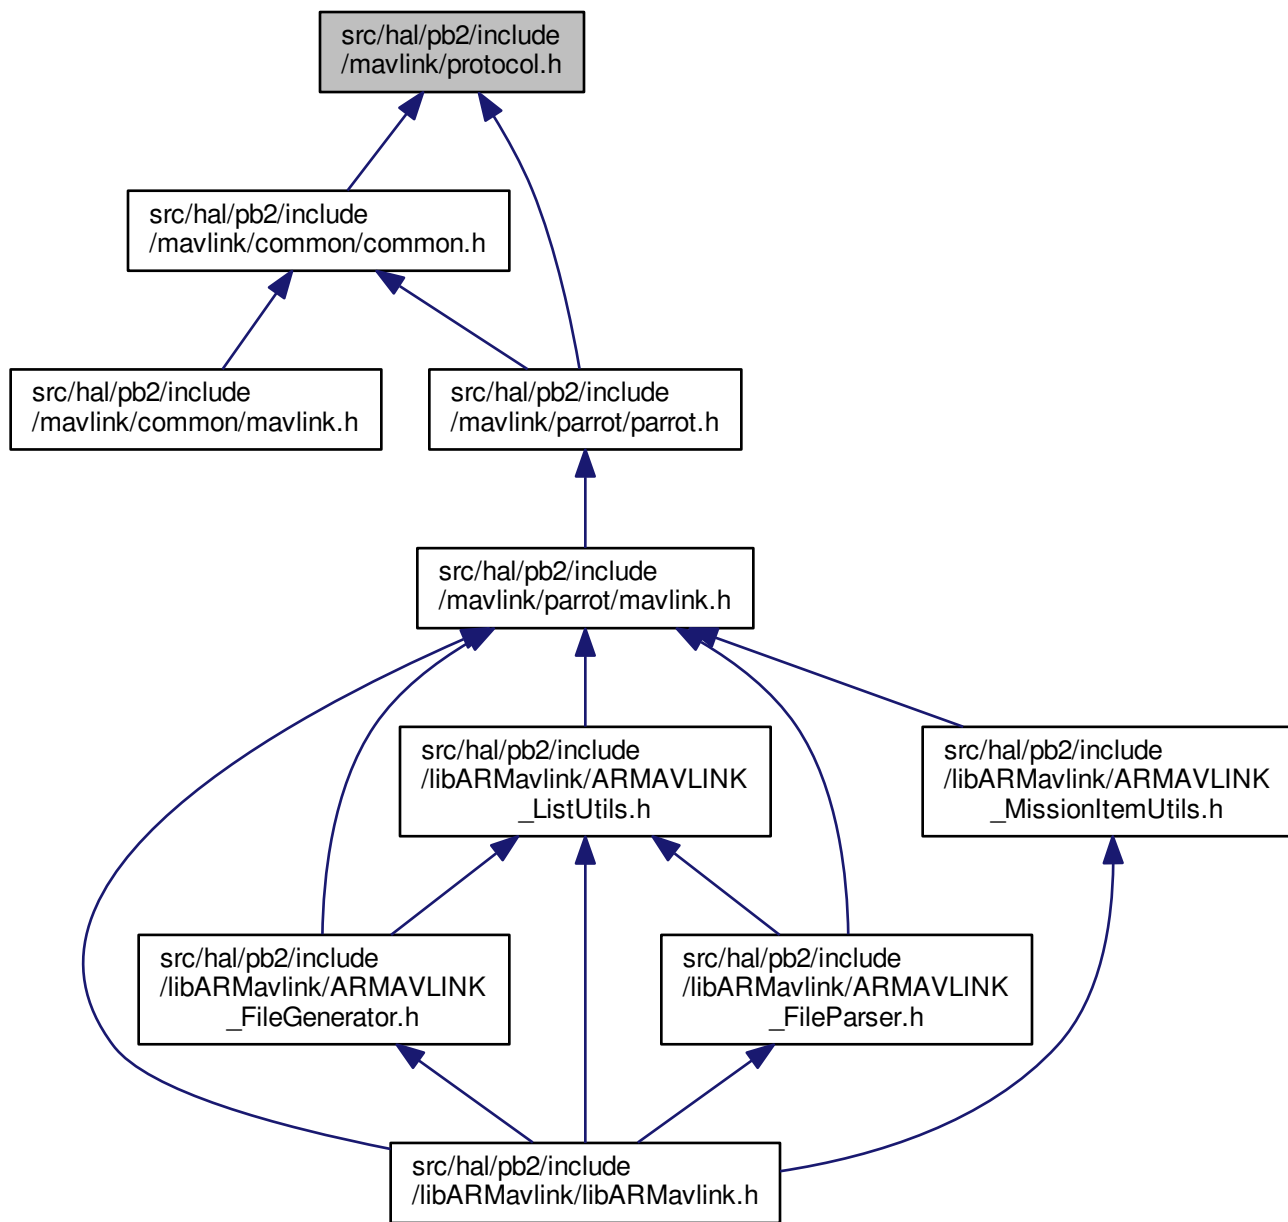 src/hal/pb2/include
/mavlink/protocol.h
src/hal/pb2/include
/mavlink/common/common.h
src/hal/pb2/include
/mavlink/common/mavlink.h
src/hal/pb2/include
/mavlink/parrot/parrot.h
src/hal/pb2/include
/mavlink/parrot/mavlink.h
src/hal/pb2/include
/libARMavlink/ARMAVLINK
_ListUtils.h
src/hal/pb2/include
/libARMavlink/ARMAVLINK
_MissionItemUtils.h
src/hal/pb2/include
/libARMavlink/ARMAVLINK
_FileGenerator.h
src/hal/pb2/include
/libARMavlink/ARMAVLINK
_FileParser.h
src/hal/pb2/include
/libARMavlink/libARMavlink.h